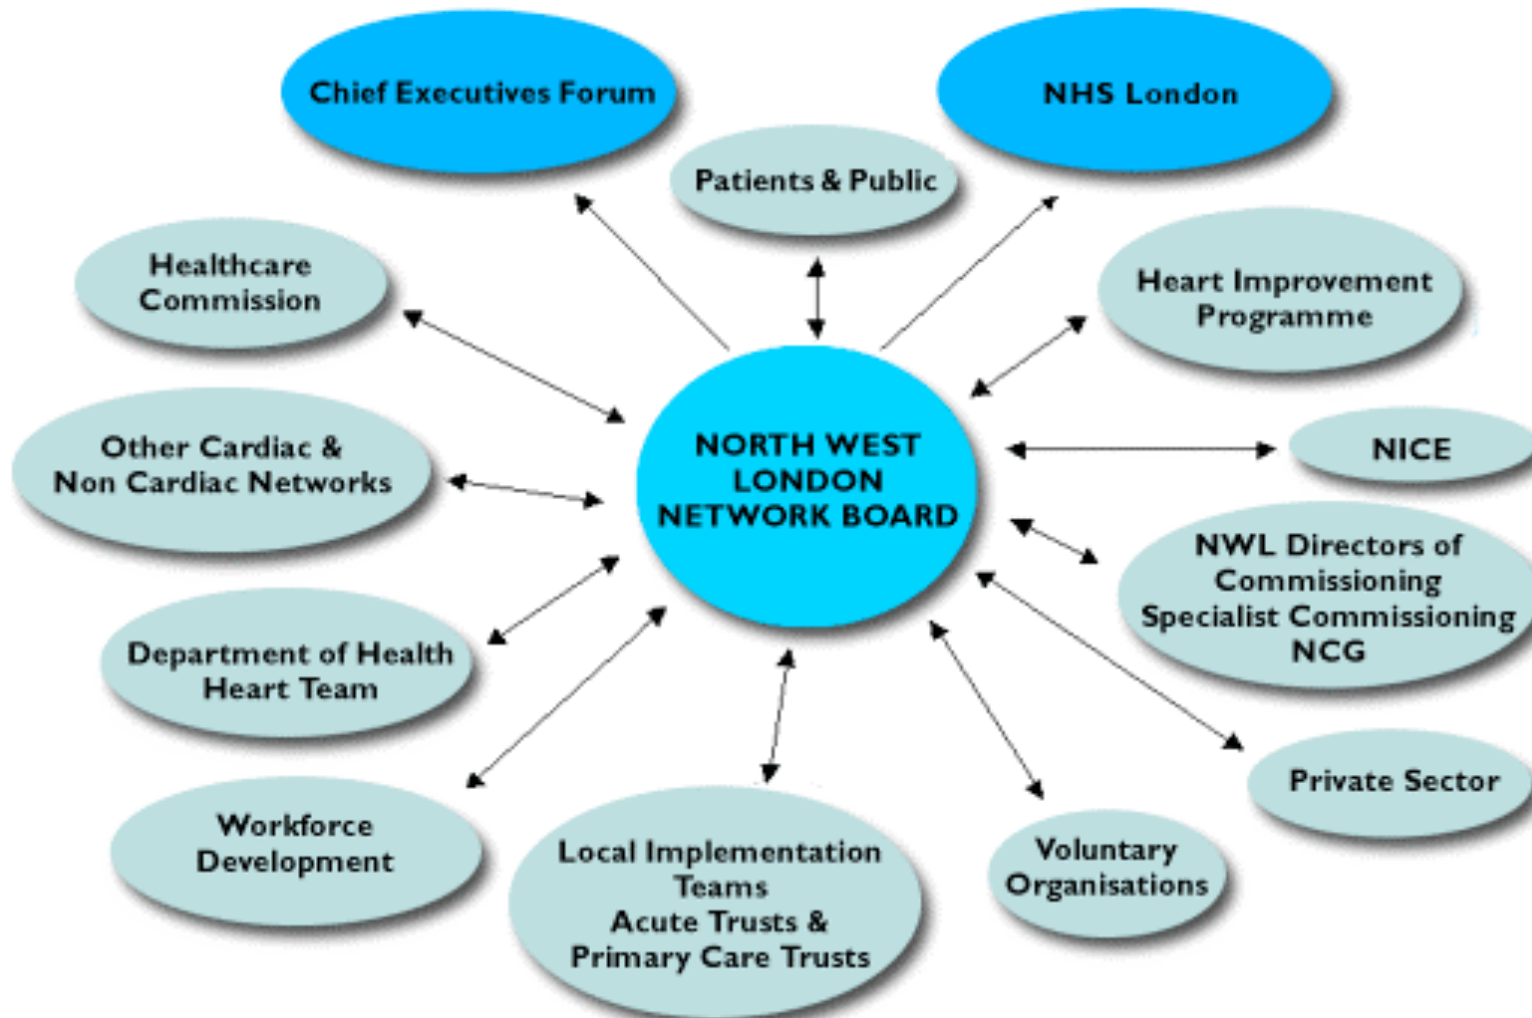 Chief Executives Forum
NHS London
Patients & Public
Healthcare
Commission
Heart Improvement
Programme
Other Cardiac &
Non Cardiac Networks
NORTH WEST
LONDON
NETWORK BOARD
NICE
NWL Directors of
Commissioning
Specialist Commissioning
NCG
Department of Health
Heart Team
Private Sector
Workforce
Development
Local Implementation
Teams
Acute Trusts &
Primary Care Trusts
Voluntary
Organisations